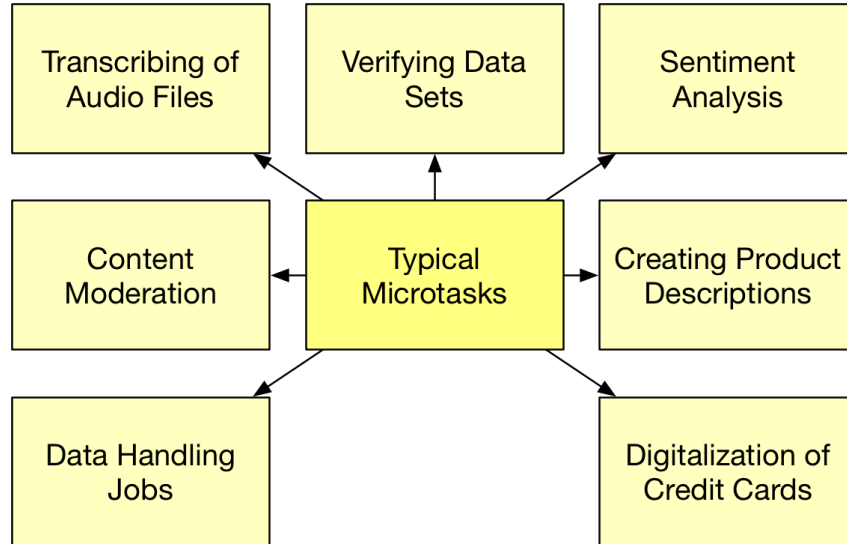 Transcribing of
Audio Files
Verifying Data
Sets
Sentiment
Analysis
Content
Moderation
Typical
Microtasks
Creating Product
Descriptions
Data Handling
Jobs
Digitalization of
Credit Cards